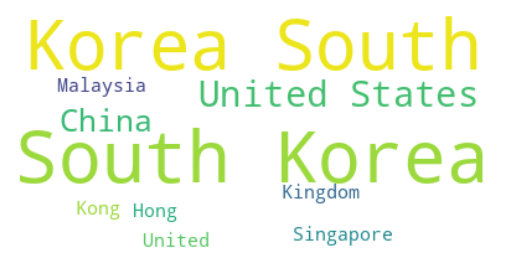 Korea South
Malaysia
United States
China
South Korea
Kingdom
Kong Hong
Singapore
United